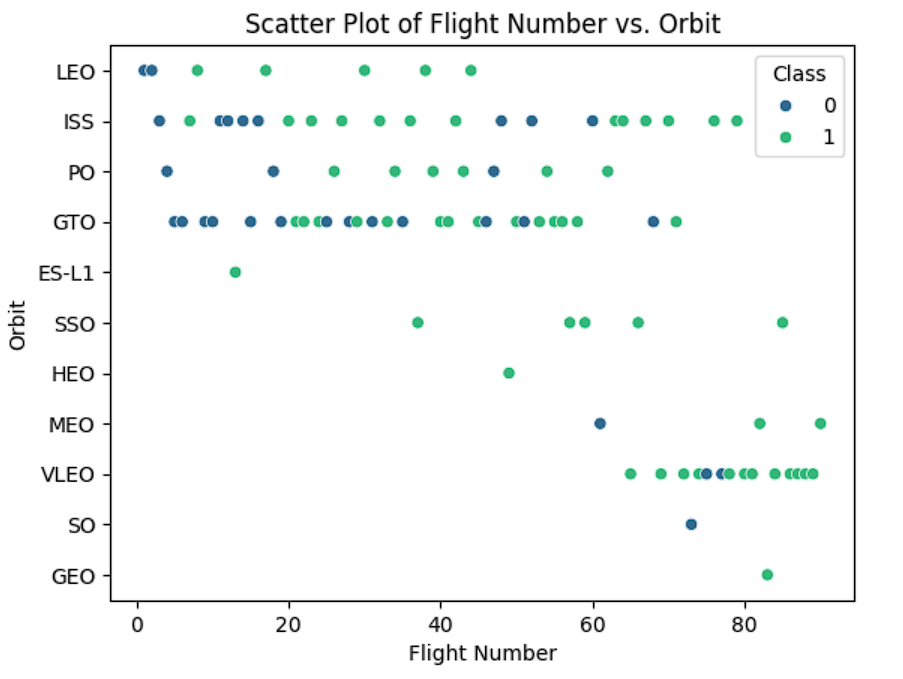 Scatter Plot of Flight Number vs. Orbit
Class
0
1
Orbit
LEO
ISS
PO
GTO
ES-L1
SSO
HEO
MEO
VLEO
SO
GEO
0 20 40 60 80
Flight Number